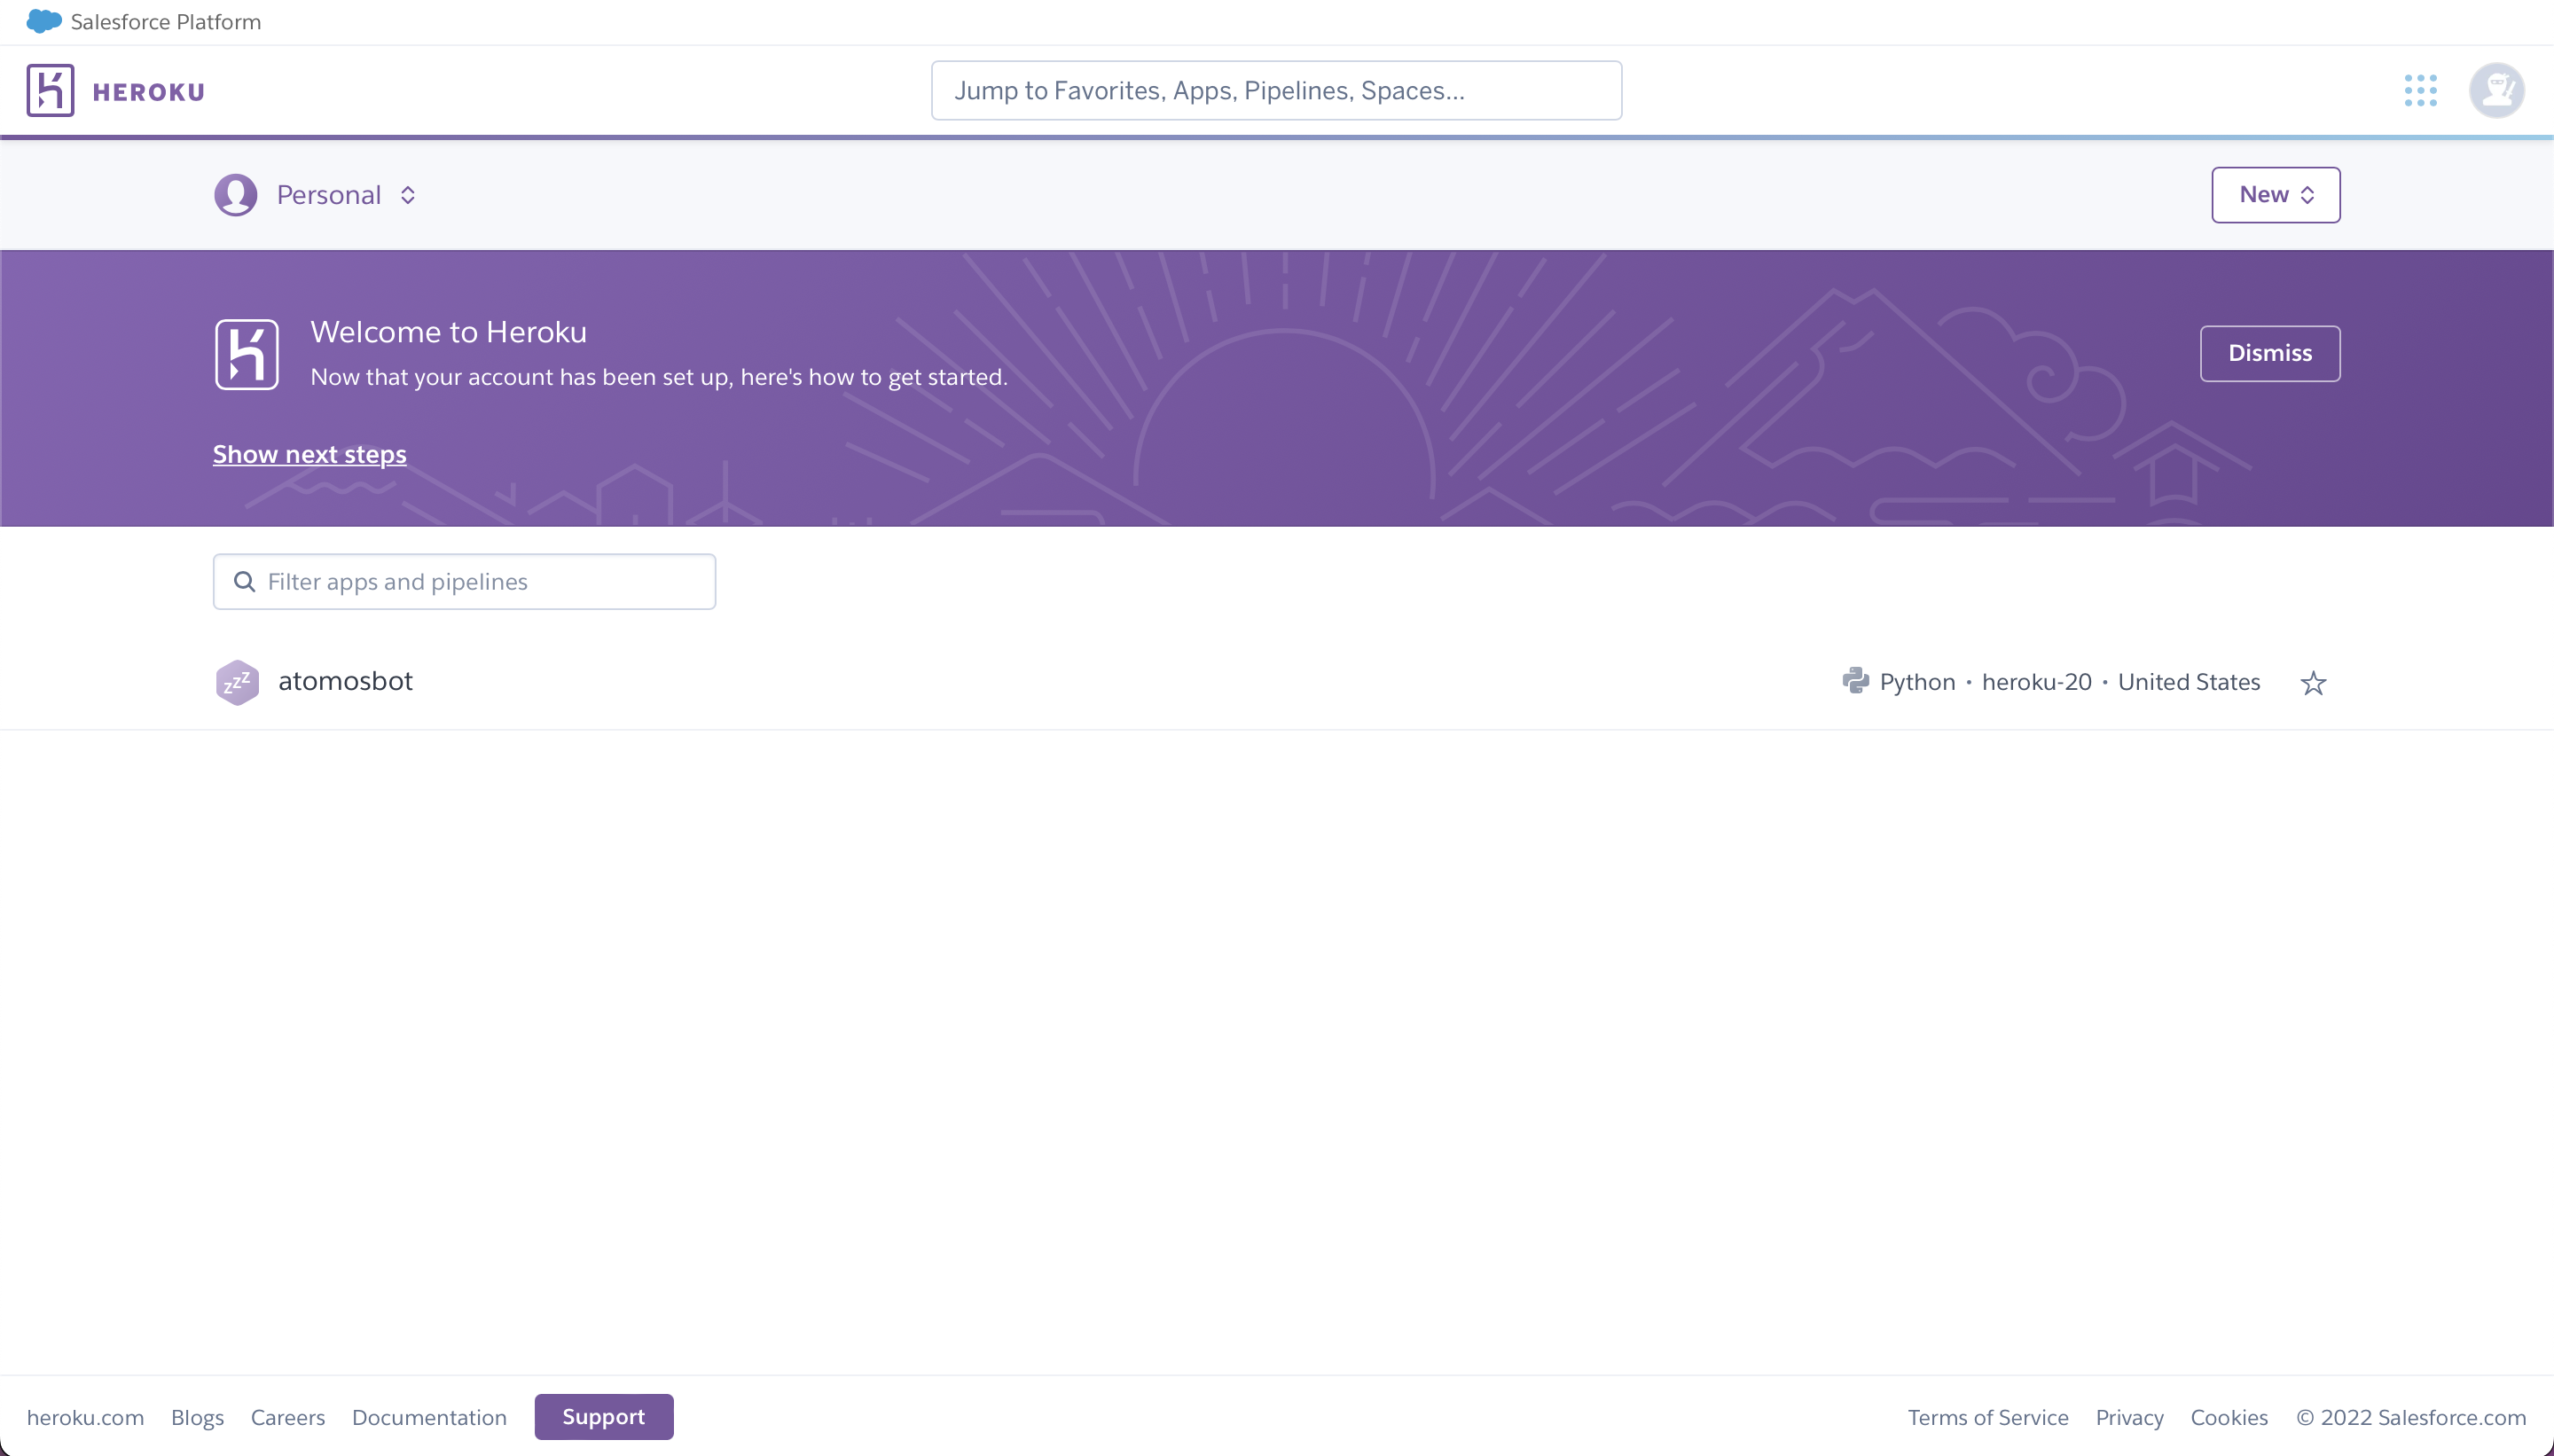 Salesforce Platform
HEROKU
Jump to Favorites, Apps, Pipelines, Spaces...
Personal
New
Welcome to Heroku
Now that your account has been set up, here's how to get started.
Dismiss
Show next steps
Filter apps and pipelines
zzz
atomosbot
Python • heroku-20 • United States
heroku.com Blogs Careers Documentation Support
Terms of Service Privacy Cookies © 2022 Salesforce.com